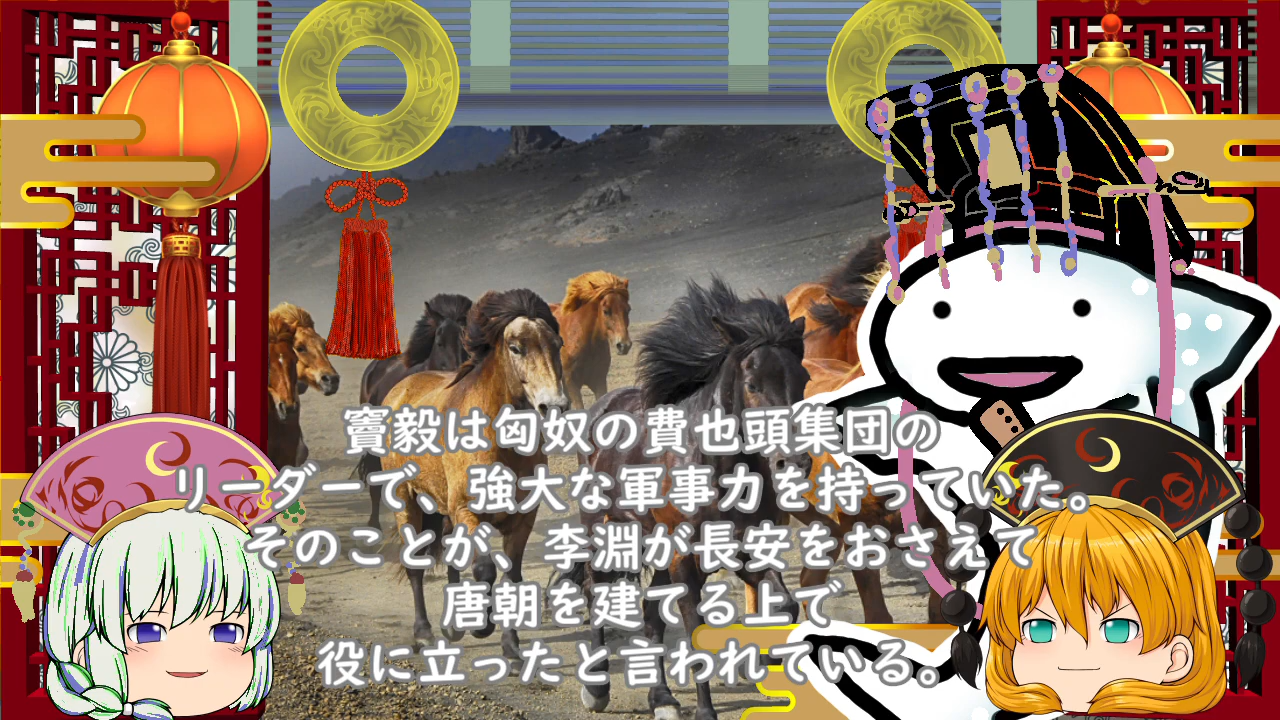 竇毅は匈奴の費也頭集団の
リーダーで、強大な軍事力を持っていた。
そのことが、李淵が長安をおさえて
唐朝を建てる上で
役に立ったと言われている。